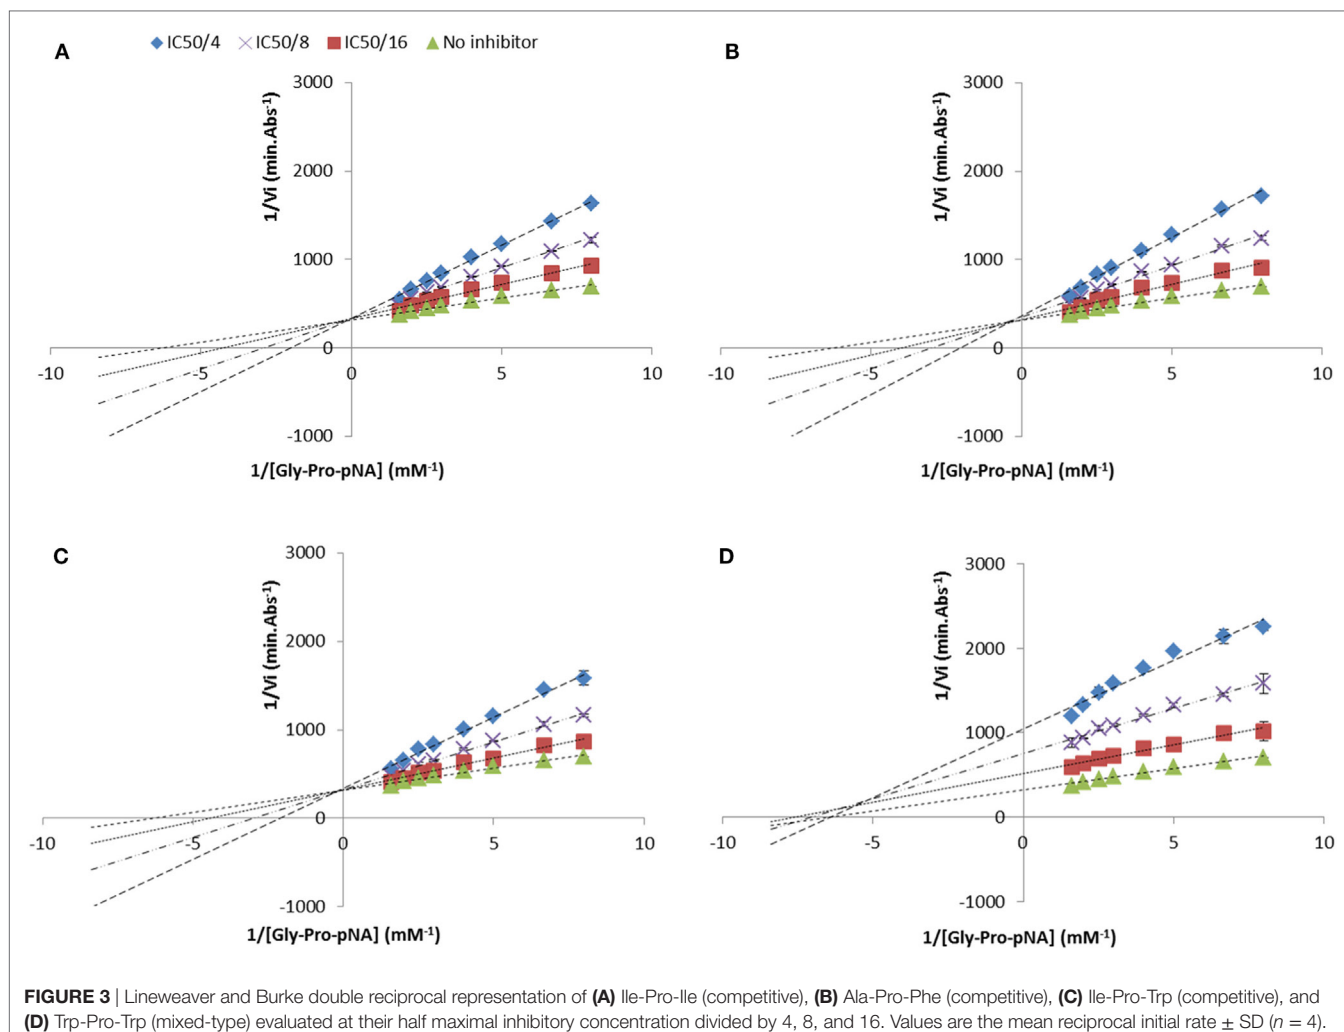 A
IC50/4 IC50/8 IC50/16 No inhibitor
1/Vi (min.Abs-1)
3000
2000
1000
0
-1000
-10 -5 0 5 10
1/[Gly-Pro-pNA] (mM-1)
B
1/Vi (min.Abs-1)
3000
2000
1000
0
-1000
-10 -5 0 5 10
1/[Gly-Pro-pNA] (mM-1)
C
1/Vi (min.Abs-1)
3000
2000
1000
0
-1000
-10 -5 0 5 10
1/[Gly-Pro-pNA] (mM-1)
D
1/Vi (min.Abs-1)
3000
2000
1000
0
-1000
-10 -5 0 5 10
1/[Gly-Pro-pNA] (mM-1)
FIGURE 3 | Lineweaver and Burke double reciprocal representation of (A) Ile-Pro-Ile (competitive), (B) Ala-Pro-Phe (competitive), (C) Ile-Pro-Trp (competitive), and
(D) Trp-Pro-Trp (mixed-type) evaluated at their half maximal inhibitory concentration divided by 4, 8, and 16. Values are the mean reciprocal initial rate ± SD (n = 4).